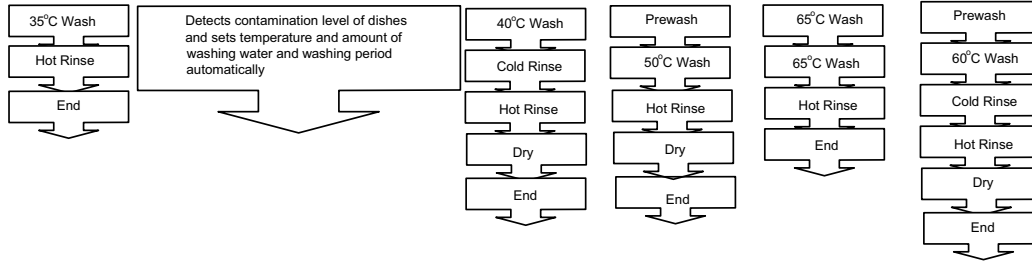 35°C Wash
Hot Rinse
End
Detects contamination level of dishes
and sets temperature and amount of
washing water and washing period
automatically
40°C Wash
Cold Rinse
Hot Rinse
Dry
End
Prewash
50°C Wash
Hot Rinse
Dry
End
65°C Wash
65°C Wash
Hot Rinse
End
Prewash
60°C Wash
Cold Rinse
Hot Rinse
Dry
End